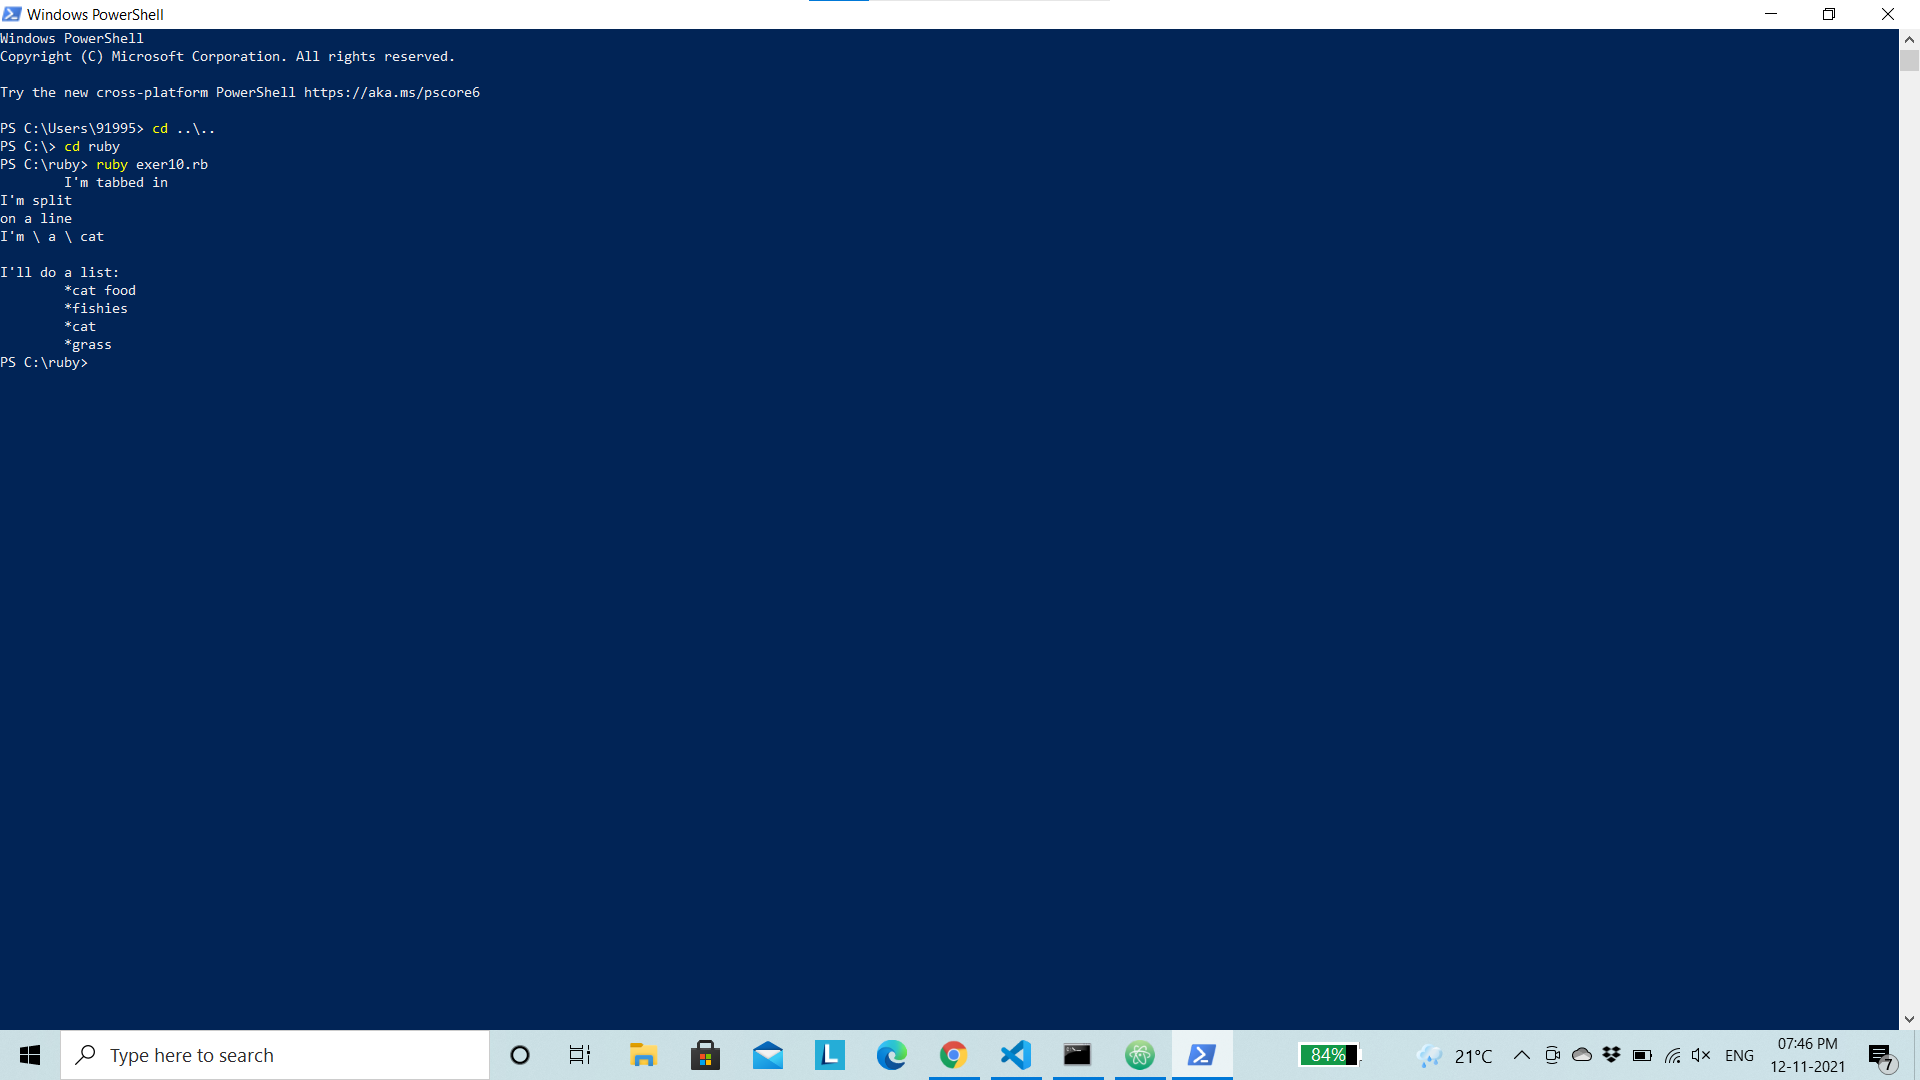 Windows PowerShell
Windows PowerShell
Copyright (C) Microsoft Corporation. All rights reserved.
Try the new cross-platform PowerShell https://aka.ms/pscore6
PS C:\Users\91995> cd ..\..
PS C:\> cd ruby
PS C:\ruby> ruby exer10.rb
        I'm tabbed in
I'm split
on a line
I'm \ a \ cat
I'll do a list:
        *cat food
        *fishies
        *cat
        *grass
PS C:\ruby>
Type here to search
L
84%
21°C
ENG
07:46 PM
12-11-2021
7